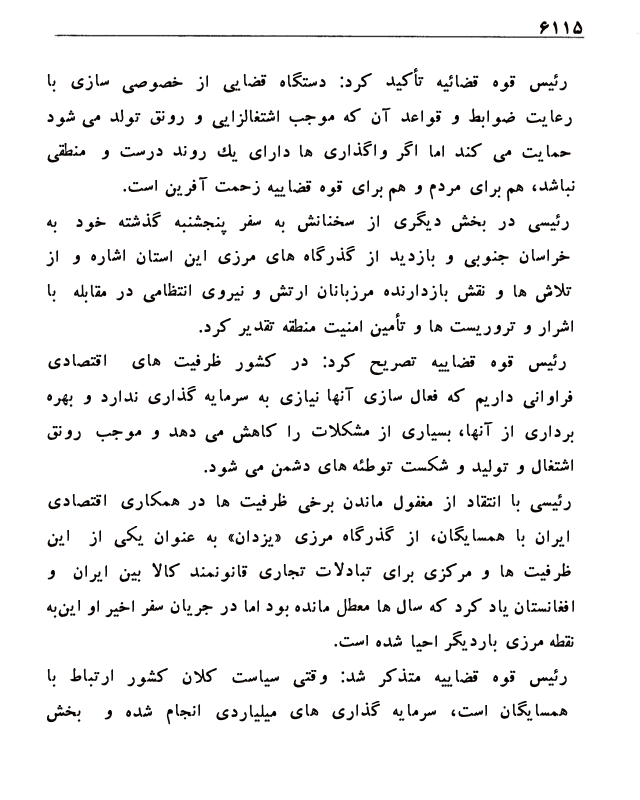 ۶۱۱۵
رئیس قوه قضائیه تأکید کرد: دستگاه قضایی از خصوصی سازی با
رعایت ضوابط و قواعد آن که موجب اشتغالزایی و رونق تولد می شود
حمایت می کند اما اگر واگذاری ها دارای یك روند درست و منطقی
نباشد، هم برای مردم و هم برای قوه قضاییه زحمت آفرین است.
رئیسی در بخش دیگری از سخنانش به سفر پنجشنبه گذشته خود به
خراسان جنوبی و بازدید از گذرگاه های مرزی این استان اشاره و از
تلاش ها و نقش بازدارنده مرزبانان ارتش و نیروی انتظامی در مقابله با
اشرار و تروریست ها و تأمین امنیت منطقه تقدیر کرد.
رئیس قوه قضاییه تصریح کرد: در کشور ظرفیت های اقتصادی
فراوانی داریم که فعال سازی آنها نیازی به سرمایه گذاری ندارد و بهره
برداری از آنها، بسیاری از مشکلات را کاهش می دهد و موجب رونق
اشتغال و تولید و شکست توطئه های دشمن می شود.
رئیسی با انتقاد از مغفول ماندن برخی ظرفیت ها در همکاری اقتصادی
ایران با همسایگان، از گذرگاه مرزی «یزدان» به عنوان یکی از این
ظرفیت ها و مرکزی برای تبادلات تجاری قانونمند کالا بین ایران و
افغانستان یاد کرد که سال ها معطل مانده بود اما در جریان سفر اخیر او این‌به
نقطه مرزی باردیگر احیا شده است.
رئیس قوه قضاییه متذکر شد: وقتی سیاست کلان کشور ارتباط با
همسایگان است، سرمایه گذاری های میلیاردی انجام شده و بخش